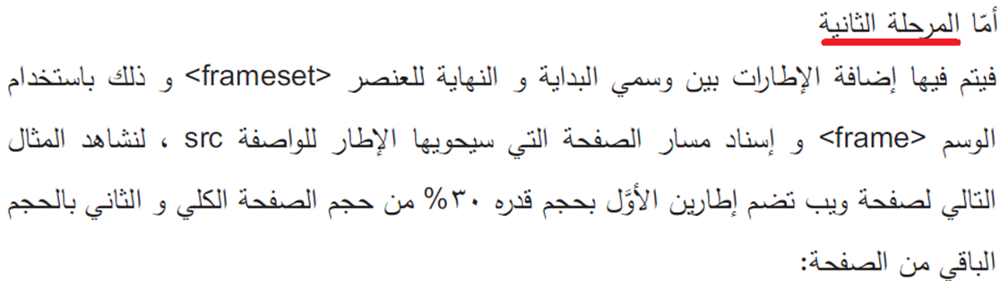 أمّا المرحلة الثانية
فيتم فيها إضافة الإطارات بين وسمي البداية و النهاية للعنصر <frameset> و ذلك باستخدام
الوسم <frame> و إسناد مسار الصفحة التي سيحويها الإطار للواصفة src ، لنشاهد المثال
التالي لصفحة ويب تضم إطارين الأوَّل بحجم قدره ٣٠% من حجم الصفحة الكلي و الثاني بالحجم
الباقي من الصفحة: